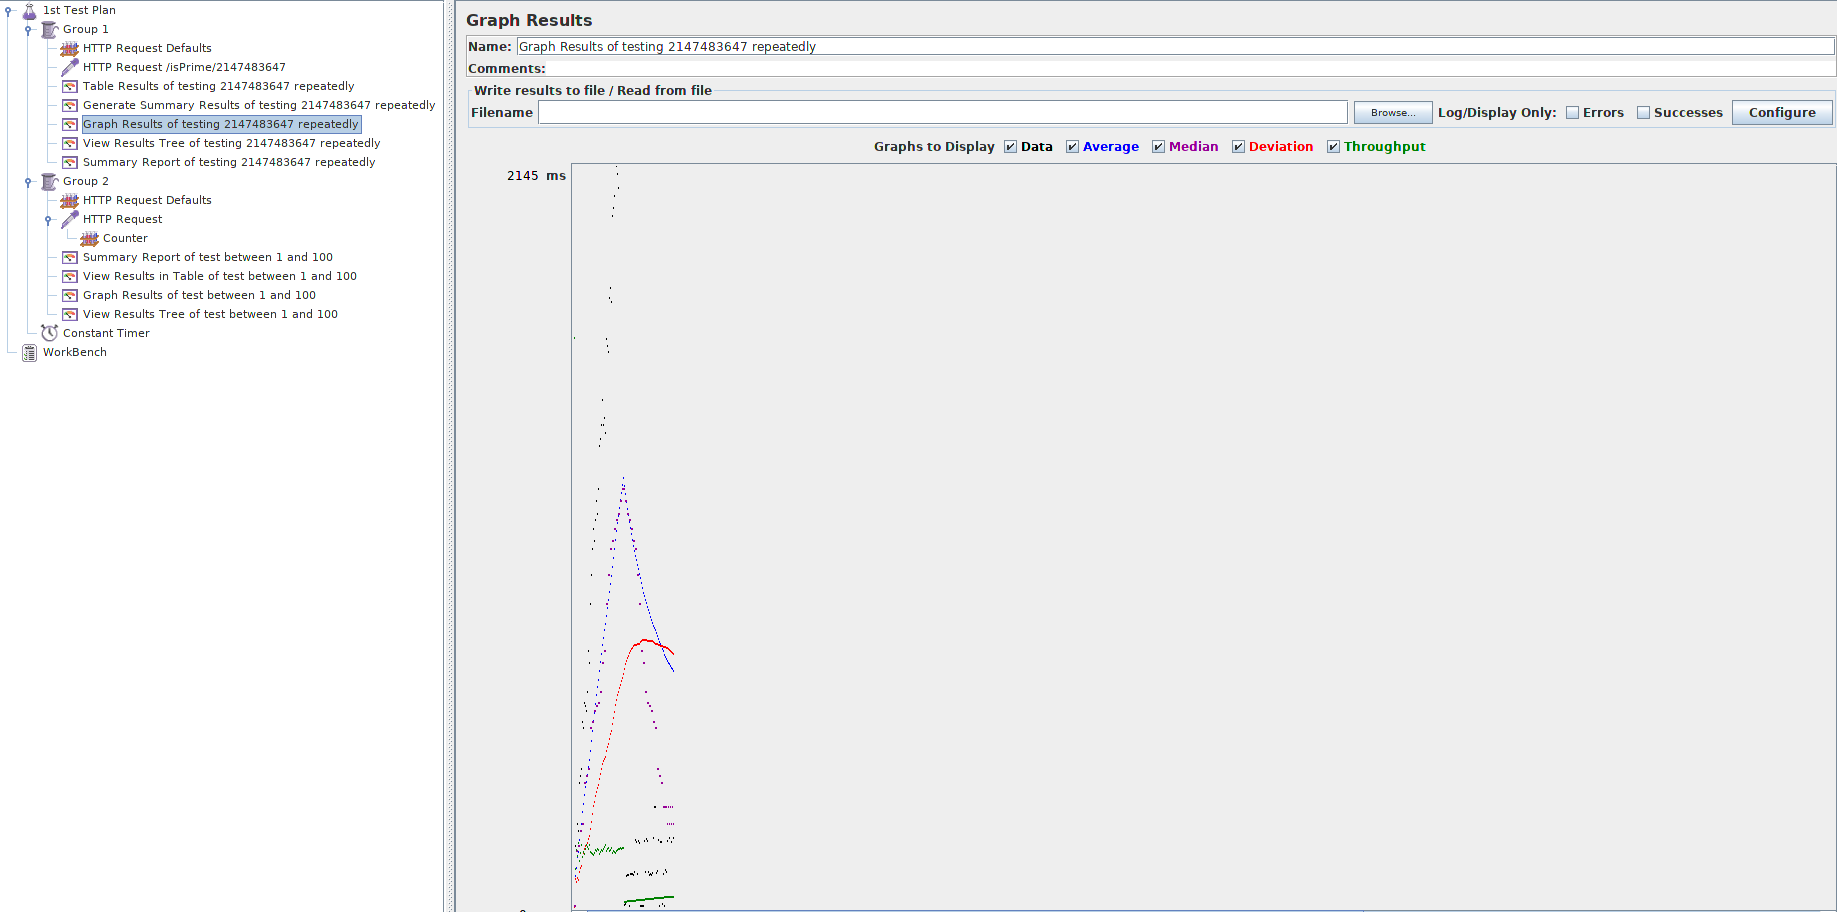 1st Test Plan
Group 1
HTTP Request Defaults
HTTP Request /isPrime/2147483647
Table Results of testing 2147483647 repeatedly
Generate Summary Results of testing 2147483647 repeatedly
Graph Results of testing 2147483647 repeatedly
View Results Tree of testing 2147483647 repeatedly
Summary Report of testing 2147483647 repeatedly
Group 2
HTTP Request Defaults
HTTP Request
Counter
Summary Report of test between 1 and 100
View Results in Table of test between 1 and 100
Graph Results of test between 1 and 100
View Results Tree of test between 1 and 100
Constant Timer
WorkBench
Graph Results
Name: Graph Results of testing 2147483647 repeatedly
Comments:
Write results to file / Read from file
Filename Browse... Log/Display Only: Errors Successes Configure
Graphs to Display Data Average Median Deviation Throughput
2145 ms